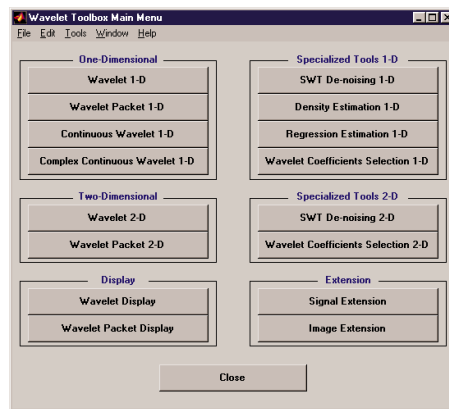 Wavelet Toolbox Main Menu
File Edit Tools Window Help
One-Dimensional
Wavelet 1-D
Wavelet Packet 1-D
Continuous Wavelet 1-D
Complex Continuous Wavelet 1-D
Two-Dimensional
Wavelet 2-D
Wavelet Packet 2-D
Display
Wavelet Display
Wavelet Packet Display
Specialized Tools 1-D
SWT De-noising 1-D
Density Estimation 1-D
Regression Estimation 1-D
Wavelet Coefficients Selection 1-D
Specialized Tools 2-D
SWT De-noising 2-D
Wavelet Coefficients Selection 2-D
Extension
Signal Extension
Image Extension
Close